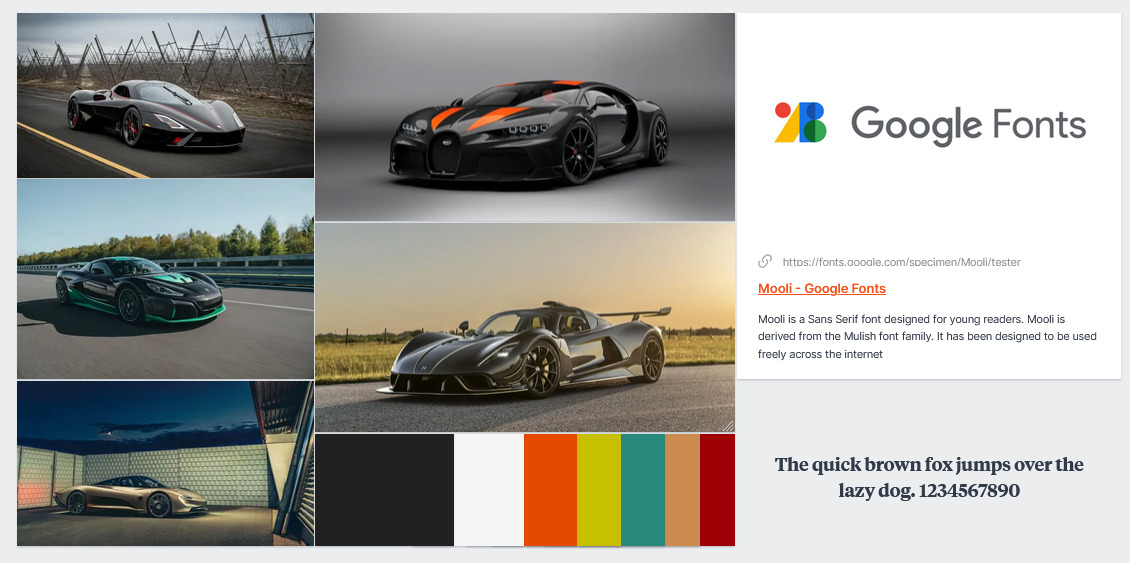 Google Fonts
https://fonts.google.com/specimen/Mooli/tester
Mooli - Google Fonts
Mooli is a Sans Serif font designed for young readers. Mooli is
derived from the Mulish font family. It has been designed to be used
freely across the internet
The quick brown fox jumps over the
lazy dog. 1234567890